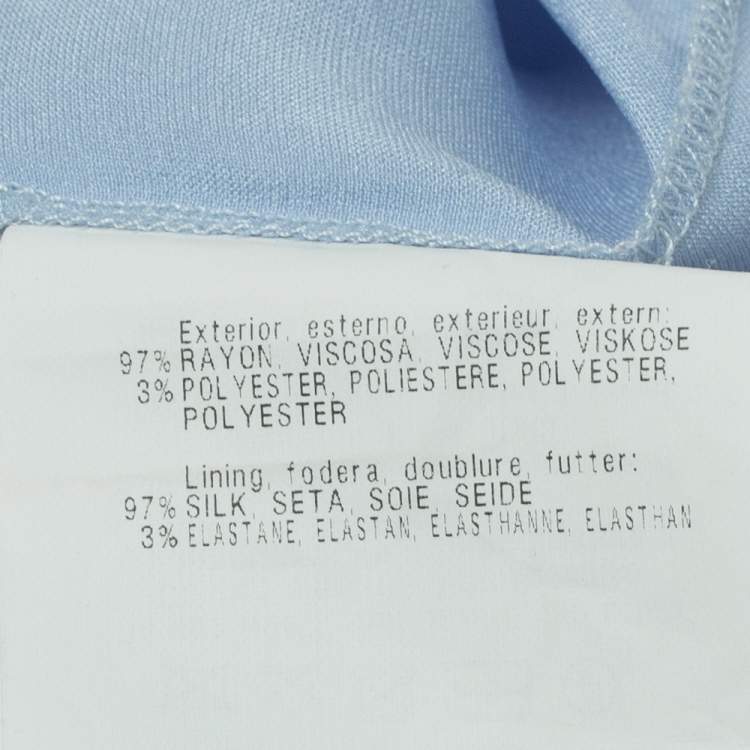 Exterior, esterno, exterieur, extern:
97% RAYON, VISCOSA, VISCOSE, VISKOSE
3% POLYESTER, POLIESTERE, POLYESTER,
POLYESTER
Lining, fodera, doublure, futter:
97% SILK, SETA, SOIE, SEIDE
3% ELASTANE, ELASTAN, ELASTHANNE, ELASTHAN